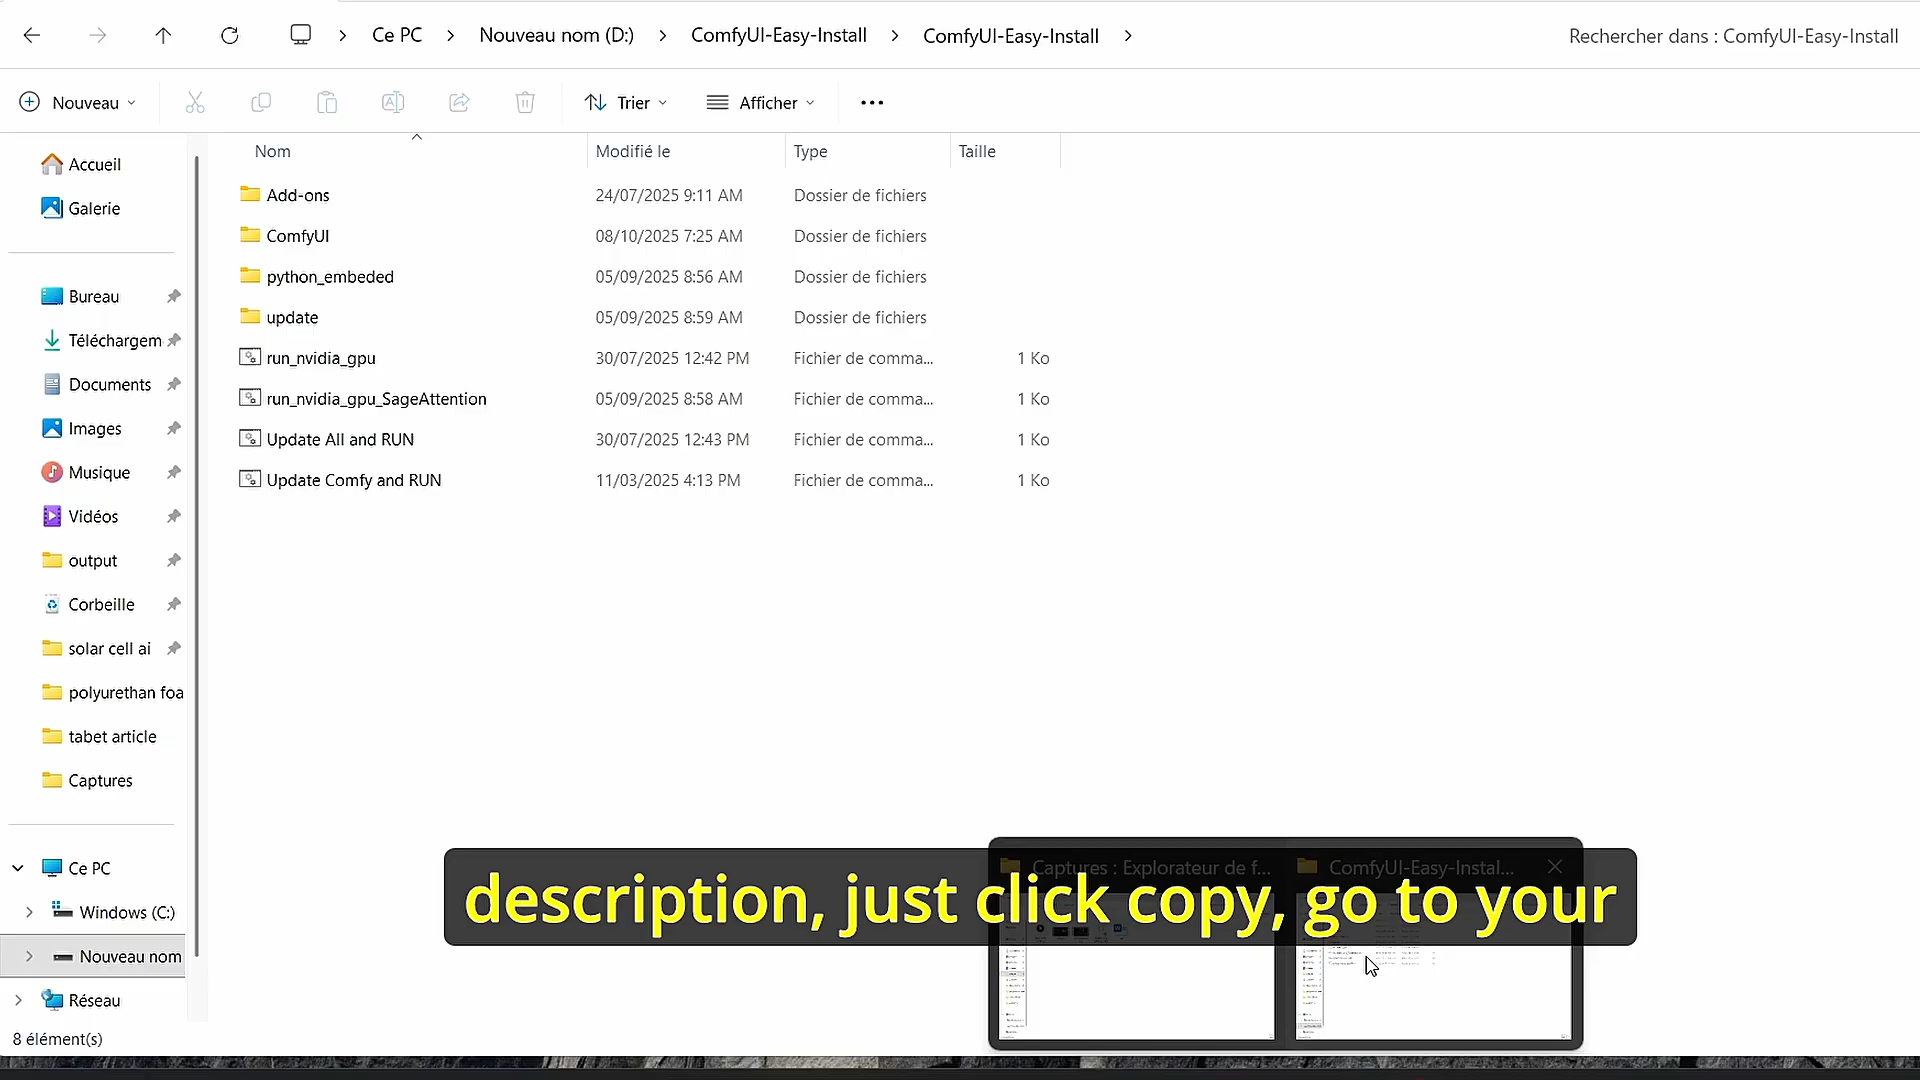 Ce PC
Nouveau nom (D:)
ComfyUI-Easy-Install
ComfyUI-Easy-Install
Rechercher dans : ComfyUI-Easy-Install
Nouveau
Trier
Afficher
Nom
Modifié le
Type
Taille
Accueil
Galerie
Bureau
Téléchargem
Documents
Images
Musique
Vidéos
output
Corbeille
solar cell ai
polyurethan foa
tabet article
Captures
Ce PC
Windows (C:)
Nouveau nom
Réseau
Add-ons 24/07/2025 9:11 AM Dossier de fichiers
ComfyUI 08/10/2025 7:25 AM Dossier de fichiers
python_embeded 05/09/2025 8:56 AM Dossier de fichiers
update 05/09/2025 8:59 AM Dossier de fichiers
run_nvidia_gpu 30/07/2025 12:42 PM Fichier de comma... 1 Ko
run_nvidia_gpu_SageAttention 05/09/2025 8:58 AM Fichier de comma... 1 Ko
Update All and RUN 30/07/2025 12:43 PM Fichier de comma... 1 Ko
Update Comfy and RUN 11/03/2025 4:13 PM Fichier de comma... 1 Ko
Captures : Explorateur de f...
ComfyUI-Easy-Instal...
description, just click copy, go to your
8 élément(s)